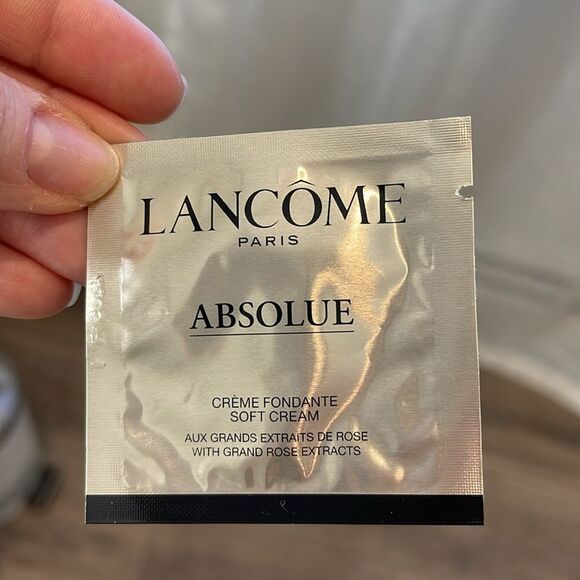 LANCÔME
PARIS
ABSOLUE
CRÈME FONDANTE
SOFT CREAM
AUX GRANDS EXTRAITS DE ROSE
WITH GRAND ROSE EXTRACTS